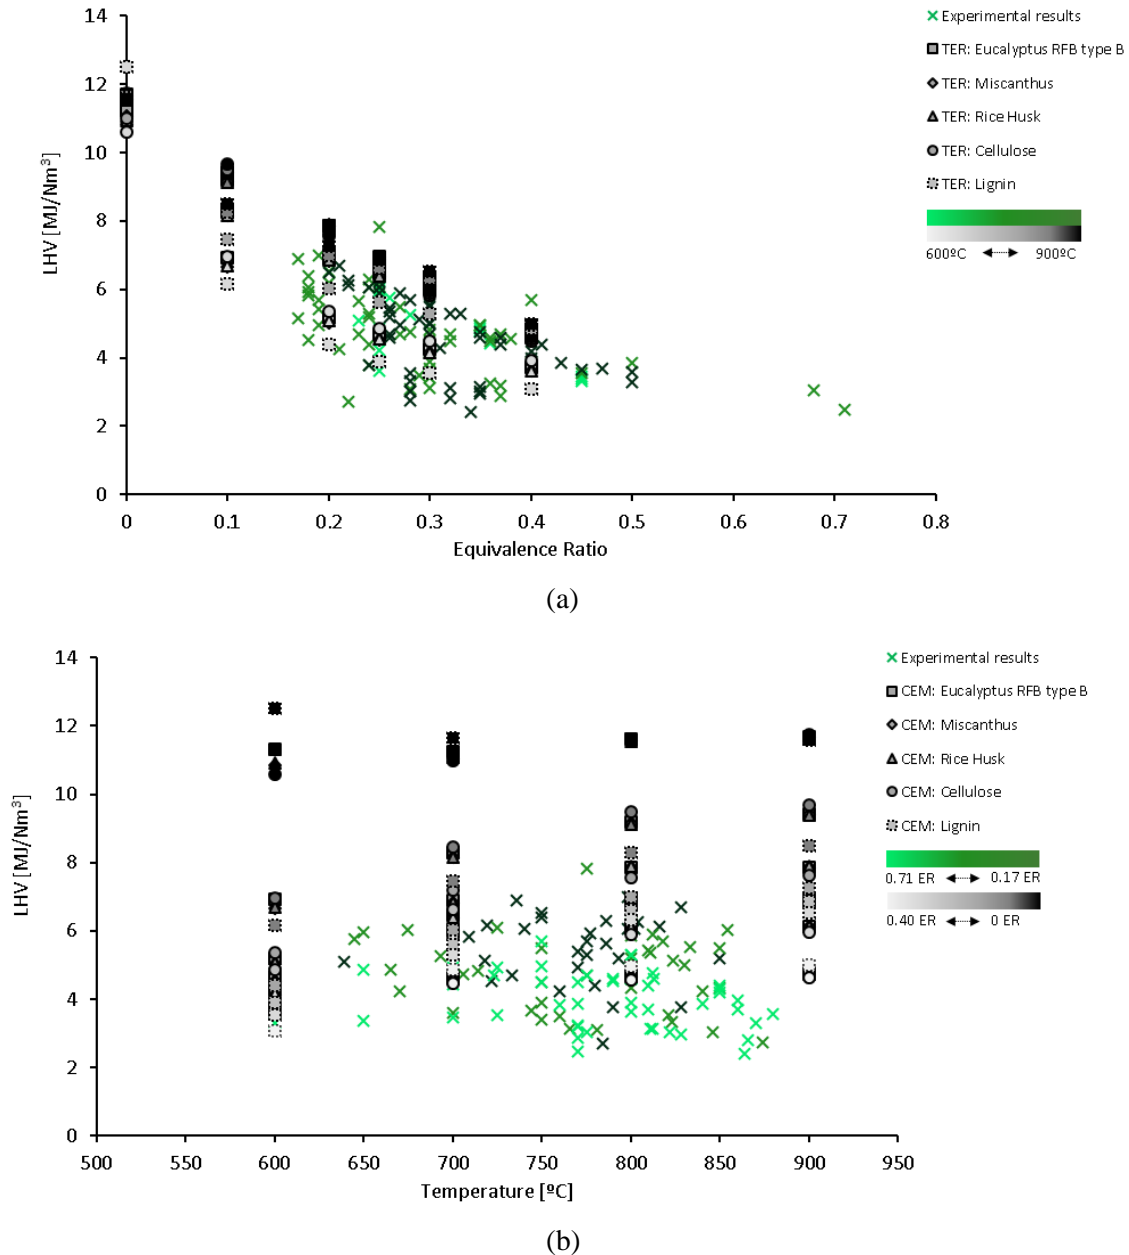 (a)
14
12
10
8
6
4
2
0
LHV [MJ/Nm³]
0 0.1 0.2 0.3 0.4 0.5 0.6 0.7 0.8
Equivalence Ratio
Experimental results
TER: Eucalyptus RFB type B
TER: Miscanthus
TER: Rice Husk
TER: Cellulose
TER: Lignin
600ºC 900ºC
(a)
14
12
10
8
6
4
2
0
LHV [MJ/Nm³]
500 550 600 650 700 750 800 850 900 950
Temperature [ºC]
Experimental results
CEM: Eucalyptus RFB type B
CEM: Miscanthus
CEM: Rice Husk
CEM: Cellulose
CEM: Lignin
0.71 ER 0.17 ER
0.40 ER 0 ER
(b)